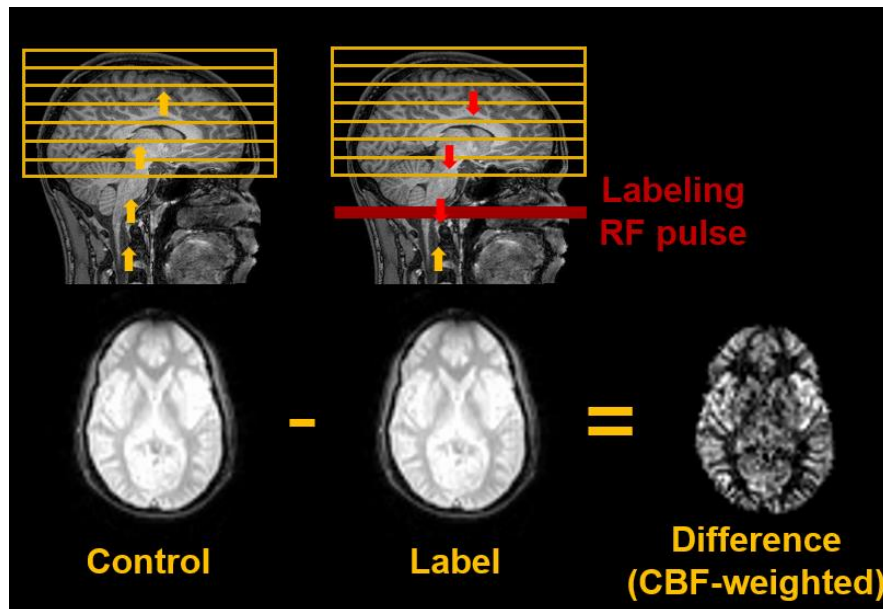 Labeling
RF pulse
-
=
Control
Label
Difference
(CBF-weighted)